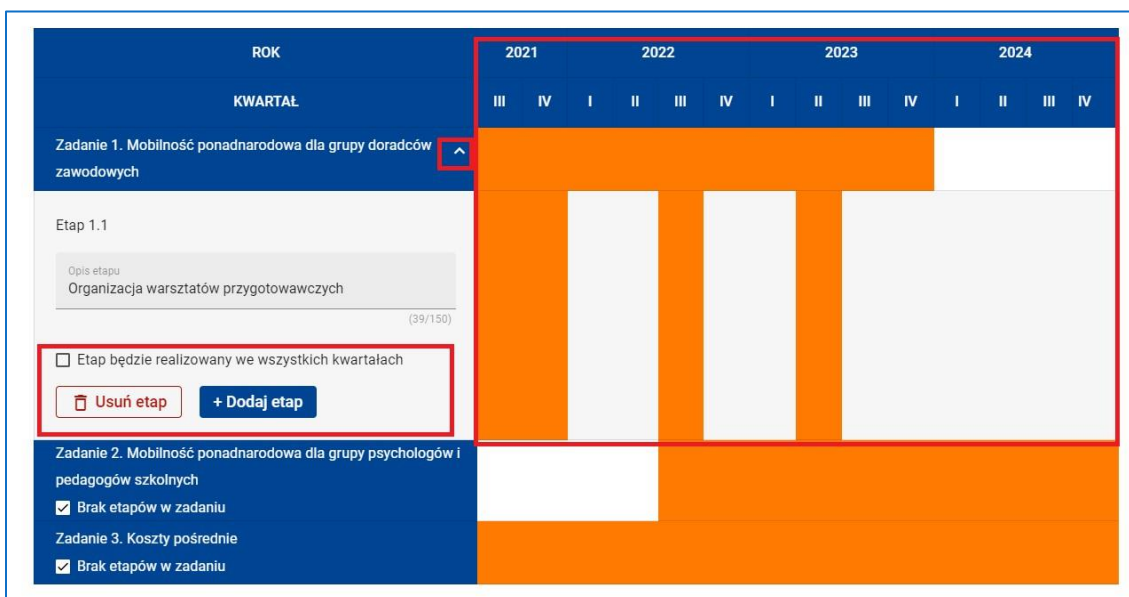 ROK 2021 2022 2023 2024
KWARTAŁ III IV I II III IV I II III IV I II III IV
Zadanie 1. Mobilność ponadnarodowa dla grupy doradców
zawodowych
Etap 1.1
Opis etapu
Organizacja warsztatów przygotowawczych
(39/150)
Etap będzie realizowany we wszystkich kwartałach
Usuń etap + Dodaj etap
Zadanie 2. Mobilność ponadnarodowa dla grupy psychologów i
pedagogów szkolnych
Brak etapów w zadaniu
Zadanie 3. Koszty pośrednie
Brak etapów w zadaniu